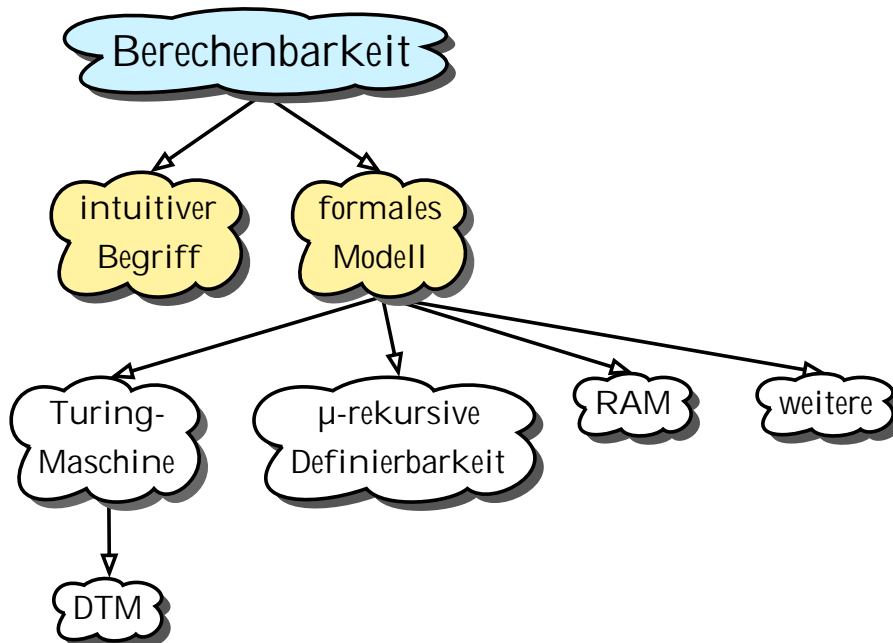 Berechenbarkeit
intuitiver
Begriff
formales
Modell
Turing-
Maschine
µ-rekursive
Definierbarkeit
RAM
weitere
DTM